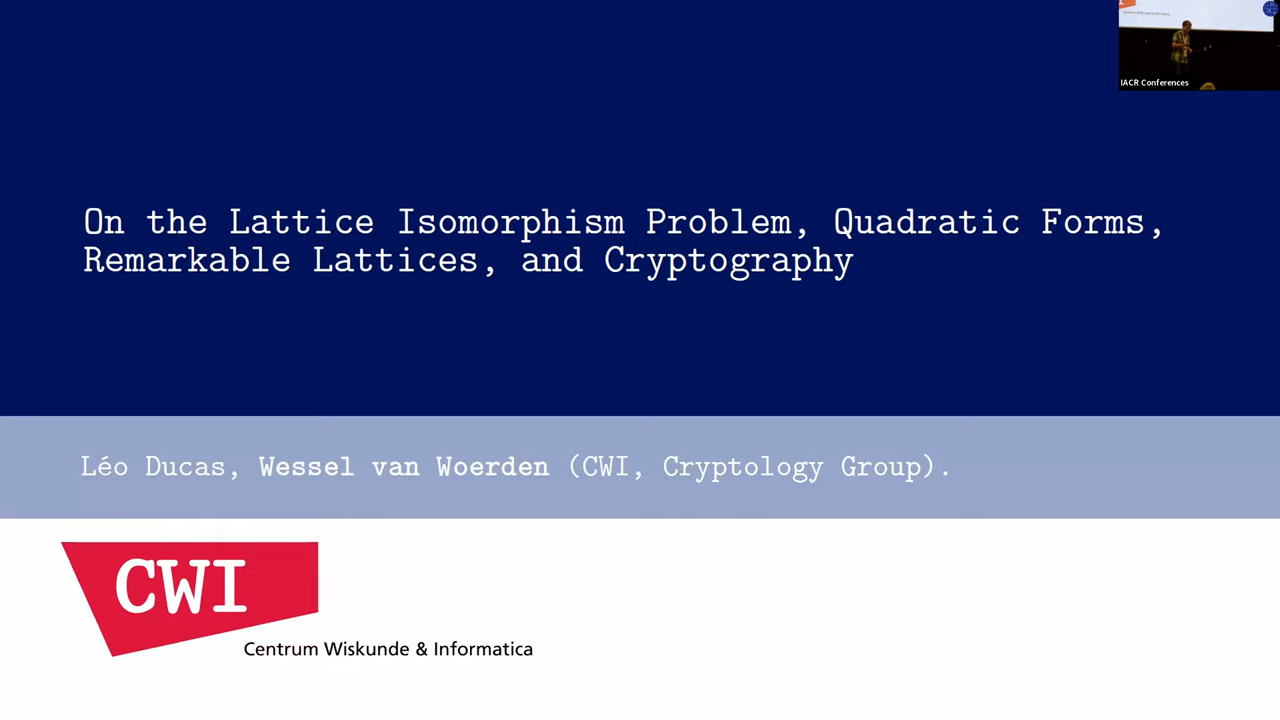 IACR Conferences
On the Lattice Isomorphism Problem, Quadratic Forms,
Remarkable Lattices, and Cryptography
Léo Ducas, Wessel van Woerden (CWI, Cryptology Group).
CWI
Centrum Wiskunde & Informatica